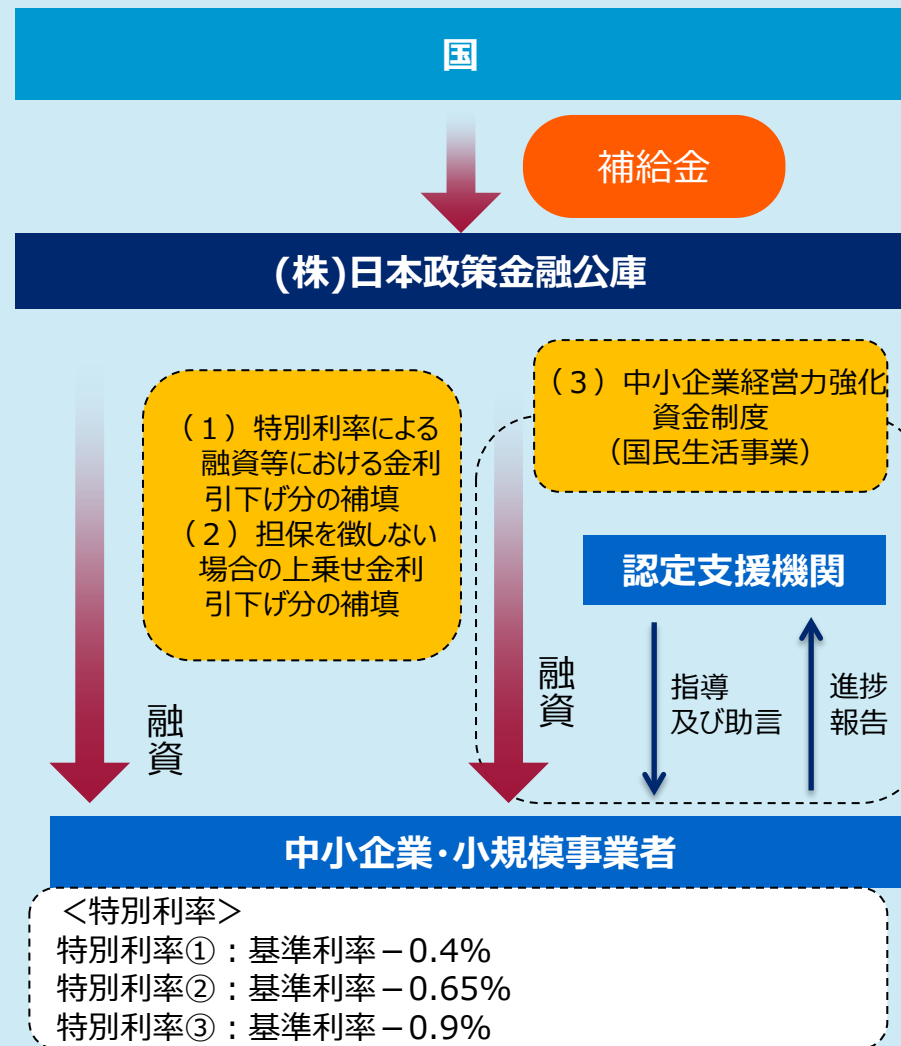 国
補給金
(株)日本政策金融公庫
（１）特別利率による
融資等における金利
引下げ分の補填
（２）担保を徴しない
場合の上乗せ金利
引下げ分の補填
（３）中小企業経営力強化
資金制度
（国民生活事業）
認定支援機関
融資
融資
指導
及び助言
進捗
報告
中小企業・小規模事業者
＜特別利率＞
特別利率①：基準利率－0.4%
特別利率②：基準利率－0.65%
特別利率③：基準利率－0.9%